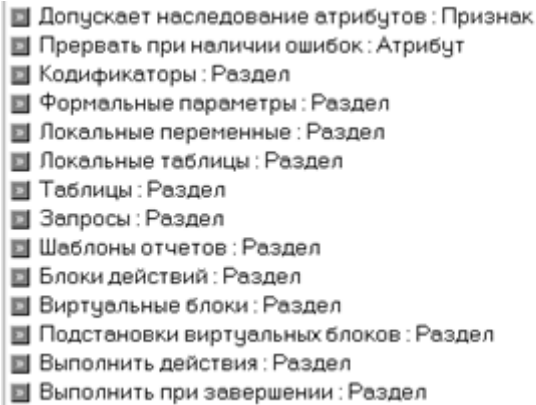 Допускает наследование атрибутов : Признак
Прервать при наличии ошибок : Атрибут
Кодификаторы : Раздел
Формальные параметры : Раздел
Локальные переменные : Раздел
Локальные таблицы : Раздел
Таблицы : Раздел
Запросы : Раздел
Шаблоны отчетов : Раздел
Блоки действий : Раздел
Виртуальные блоки : Раздел
Подстановки виртуальных блоков : Раздел
Выполнить действия : Раздел
Выполнить при завершении : Раздел